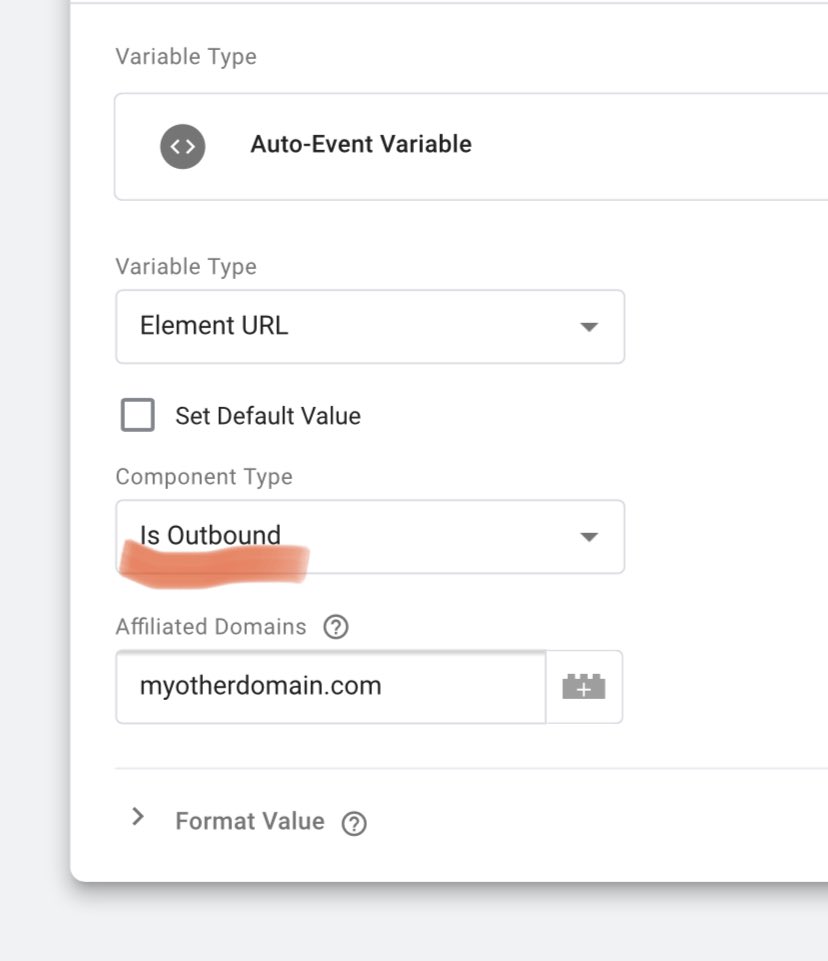 Variable Type
Auto-Event Variable
Variable Type
Element URL
Set Default Value
Component Type
Is Outbound
Affiliated Domains
myotherdomain.com
Format Value